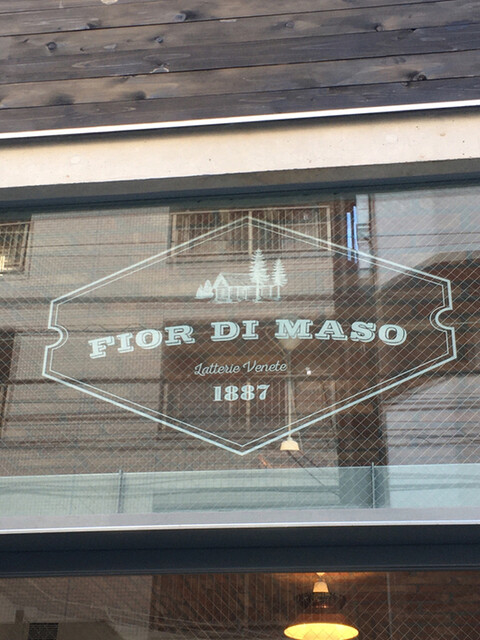 FIOR DI MASO
Latterie Venete
1887